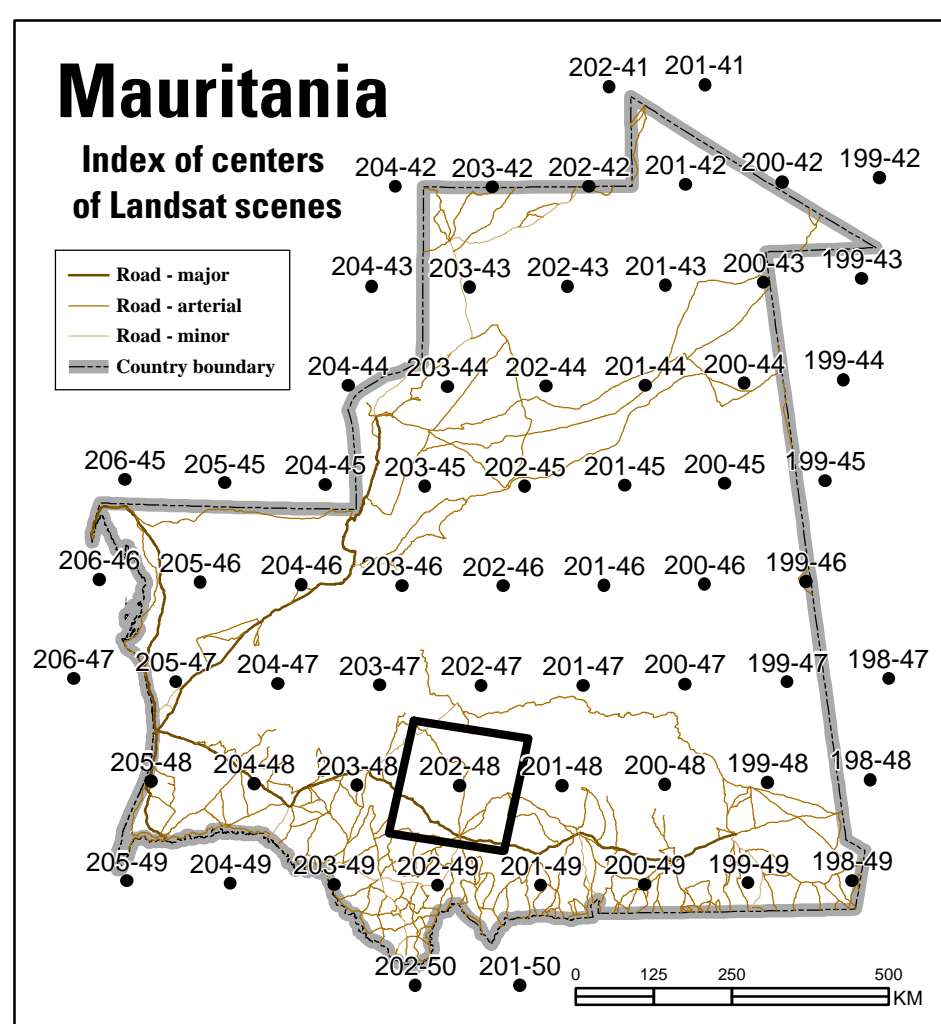 Mauritania
Index of centers
of Landsat scenes
Road - major
Road - arterial
Road - minor
Country boundary
202-41 201-41
204-42 203-42 202-42 201-42 200-42 199-42
204-43 203-43 202-43 201-43 200-43 199-43
204-44 203-44 202-44 201-44 200-44 199-44
206-45 205-45 204-45 203-45 202-45 201-45 200-45 199-45
206-46 205-46 204-46 203-46 202-46 201-46 200-46 199-46
206-47 205-47 204-47 203-47 202-47 201-47 200-47 199-47 198-47
205-48 204-48 203-48 202-48 201-48 200-48 199-48 198-48
205-49 204-49 203-49 202-49 201-49 200-49 199-49 198-49
202-50 201-50
0 125 250 500
KM